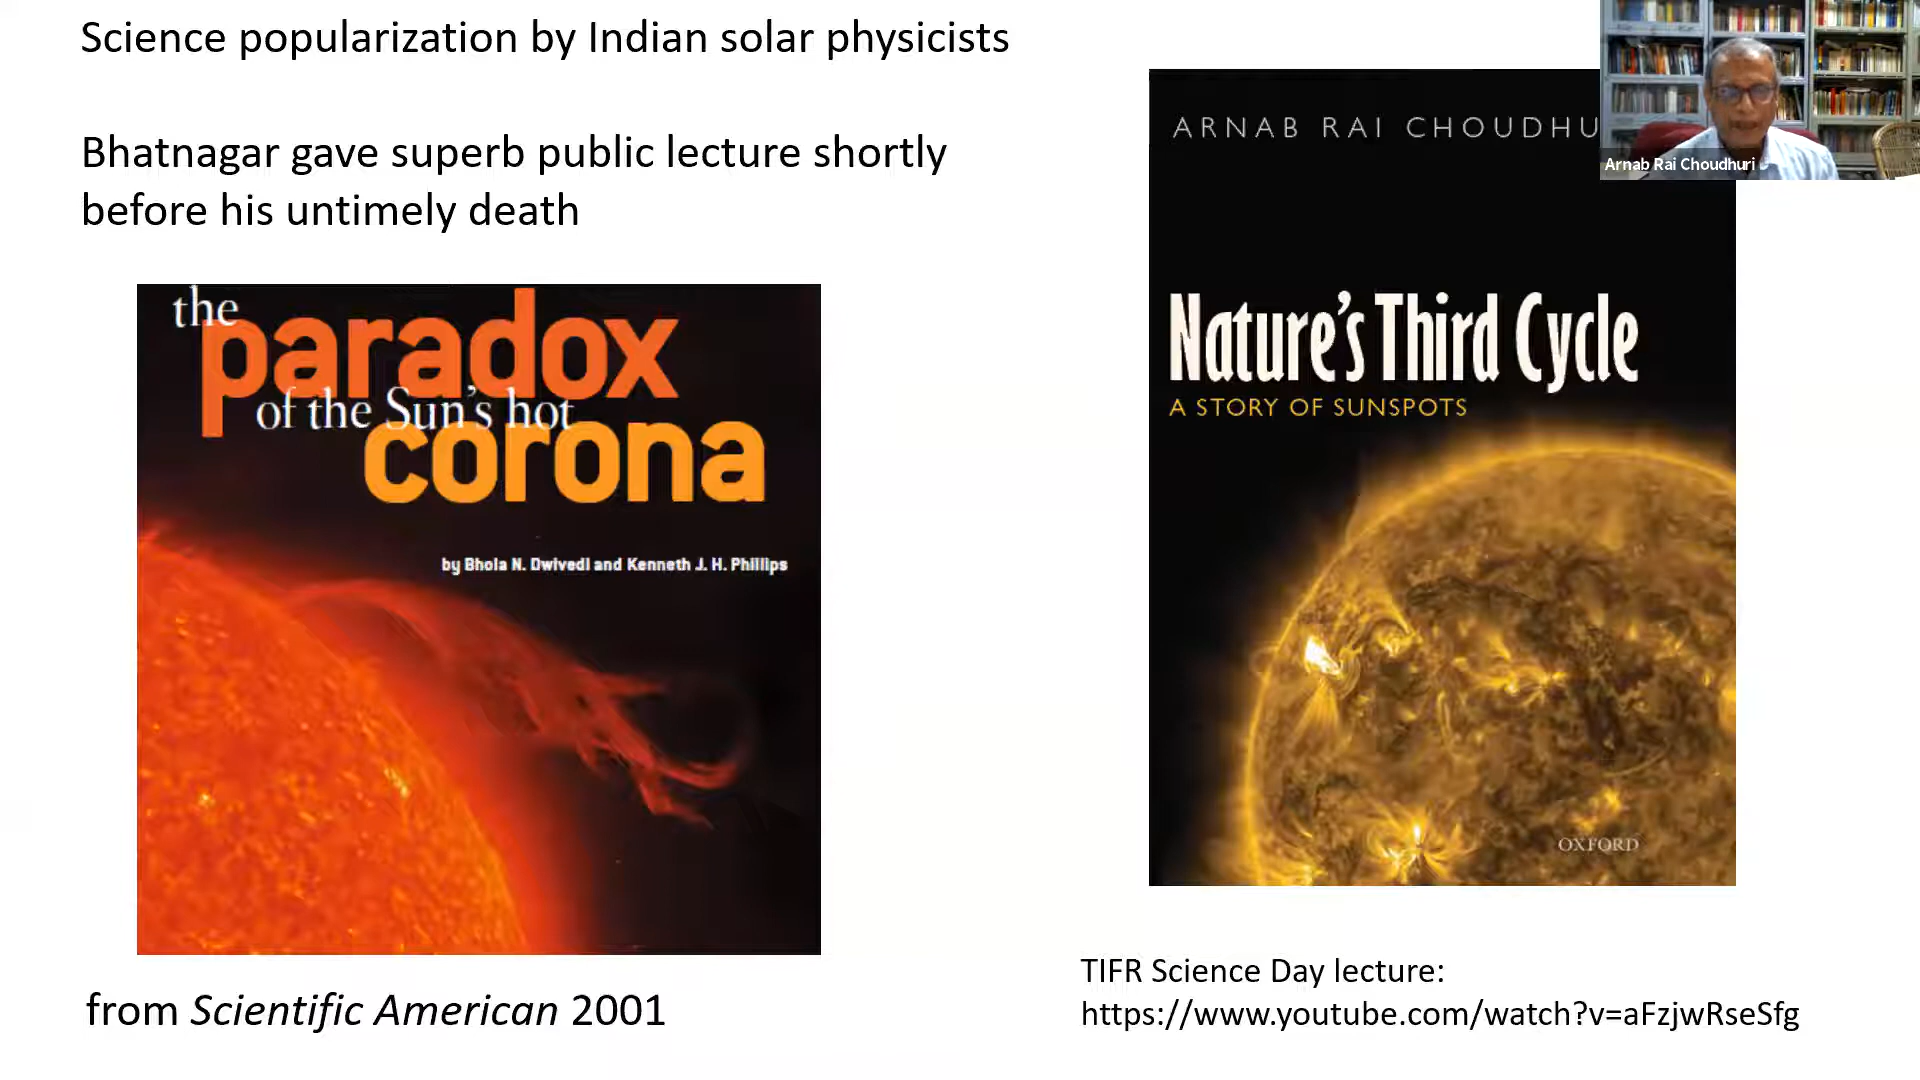 Science popularization by Indian solar physicists
Bhatnagar gave superb public lecture shortly
before his untimely death
the
paradox
of the Sun's hot
corona
by Bhola N. Dwivedi and Kenneth J. H. Phillips
from Scientific American 2001
ARNAB RAI CHOUDHU
Nature's Third Cycle
A STORY OF SUNSPOTS
OXFORD
TIFR Science Day lecture:
https://www.youtube.com/watch?v=aFzjwRseSfg
Arnab Rai Choudhuri